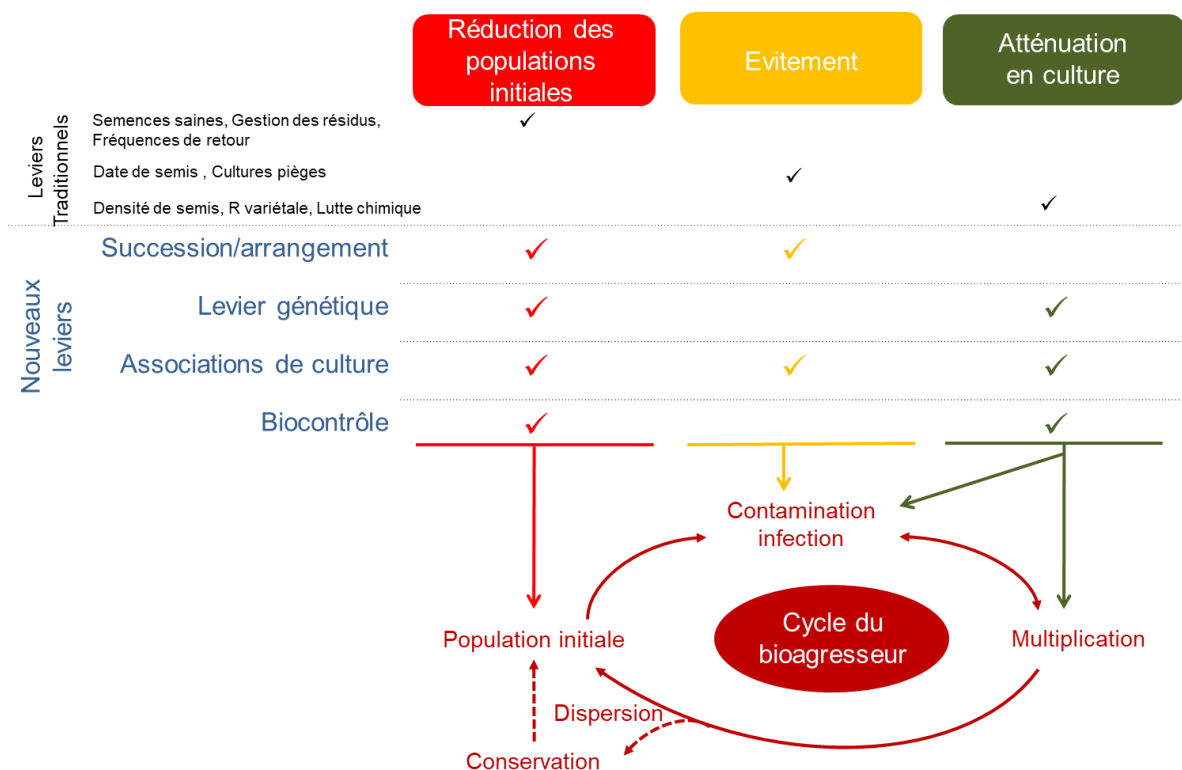 Réduction des
populations
initiales
Evitement
Atténuation
en culture
Leviers
Traditionnels
Semences saines, Gestion des résidus,
Fréquences de retour
Date de semis , Cultures pièges
Densité de semis, R variétale, Lutte chimique
Nouveaux
leviers
Succession/arrangement
Levier génétique
Associations de culture
Biocontrôle
Contamination
infection
Population initiale
Cycle du
bioagresseur
Multiplication
Dispersion
Conservation